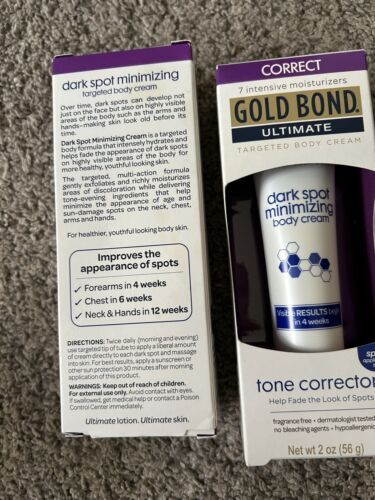 dark spot minimizing
targeted body cream
Over time, dark spots can develop not
just on the face but also on highly visible
areas of the body such as the arms and
hands-making skin look old before its
time.
Dark Spot Minimizing Cream is a targeted
body formula that intensely hydrates and
helps fade the appearance of dark spots
on highly visible areas of the body for
more healthy, youthful looking skin.
The targeted, multi-action formula
gently exfoliates and richly moisturizes
areas of discoloration while delivering
tone-evening ingredients that help
minimize the appearance of age and
sun-damage spots on the neck, chest,
arms and hands.
For healthier, youthful looking body skin.
Improves the
appearance of spots
✓ Forearms in 4 weeks
✓ Chest in 6 weeks
✓ Neck & Hands in 12 weeks
DIRECTIONS: Twice daily (morning and evening)
use targeted tip of tube to apply a liberal amount
of cream directly to each dark spot and massage
into skin. For best results, apply a sunscreen or
other sun protection 30 minutes after morning
application of this product.
WARNINGS: Keep out of reach of children.
For external use only. Avoid contact with eyes.
If swallowed, get medical help or contact a Poison
Control Center immediately.
Ultimate lotion. Ultimate skin.
CORRECT
7 intensive moisturizers
GOLD BOND®
ULTIMATE
TARGETED BODY CREAM
dark spot
minimizing
body cream
Visible RESULTS
in 4 weeks
tone corrector
Help Fade the Look of Spots
fragrance free • dermatologist tested
no bleaching agents • hypoallergenic
Net wt 2 oz (56 g)